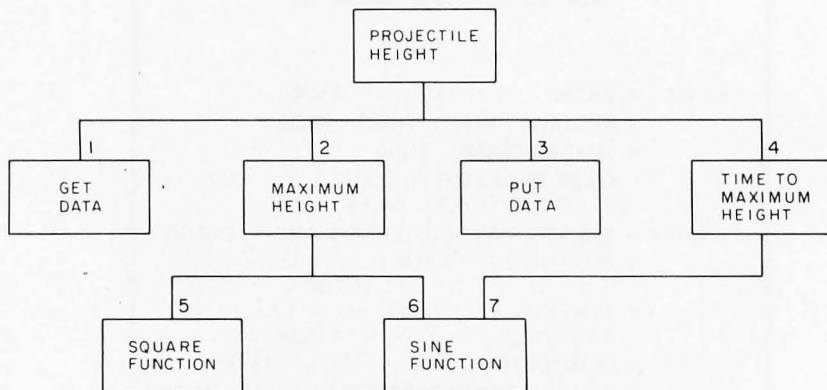 PROJECTILE
HEIGHT
1
2
3
4
GET
DATA
MAXIMUM
HEIGHT
PUT
DATA
TIME TO
MAXIMUM
HEIGHT
5
6
7
SQUARE
FUNCTION
SINE
FUNCTION